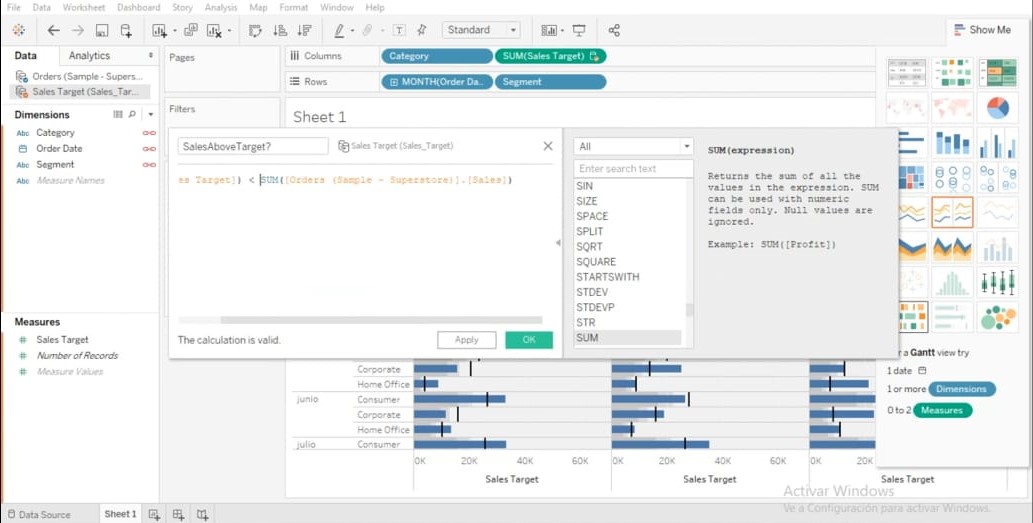 File Data Worksheet Dashboard Story Analysis Map Format Window Help
Standard
Show Me
Data Analytics
Pages
Columns Category SUM(Sales Target)
Rows MONTH(Order Da.. Segment
Orders (Sample - Supers...
Sales Target (Sales_Tar...
Filters
Dimensions
Sheet 1
Abc Category
Order Date
Abc Segment
Abc Measure Names
SalesAboveTarget? Sales Target (Sales_Target)
es Target]) < SUM([Orders (Sample - Superstore)].[Sales])
All
Enter search text
SIN
SIZE
SPACE
SPLIT
SQRT
SQUARE
STARTSWITH
STDEV
STDEVP
STR
SUM
SUM(expression)
Returns the sum of all the
values in the expression. SUM
can be used with numeric
fields only. Null values are
ignored.
Example: SUM([Profit])
The calculation is valid.
Apply OK
Measures
# Sales Target
# Number of Records
# Measure Values
Corporate
Home Office
junio Consumer
Corporate
Home Office
julio Consumer
0K 20K 40K 60K 0K 20K 40K 60K 0K 20K
Sales Target Sales Target Sales Target
r a Gantt view try
1 date
1 or more Dimensions
0 to 2 Measures
Activar Windows
Ve a Configuración para activar Windows.
Data Source Sheet 1